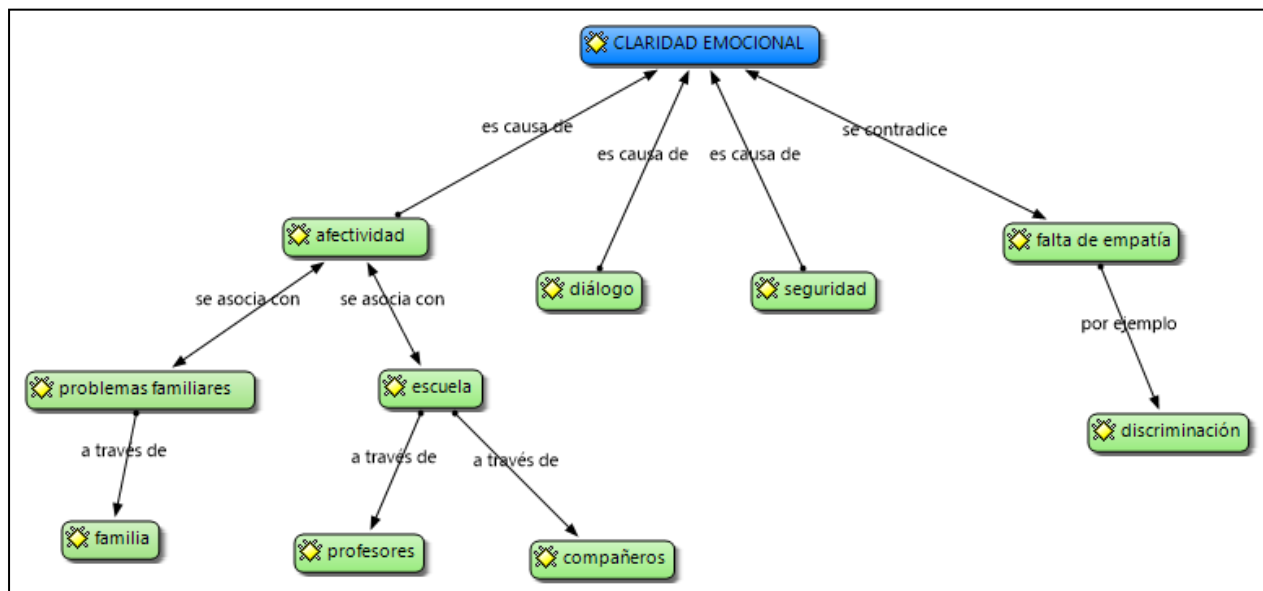 CLARIDAD EMOCIONAL
es causa de
se contradice
es causa de
es causa de
afectividad
falta de empatía
diálogo
seguridad
se asocia con
se asocia con
por ejemplo
problemas familiares
escuela
discriminación
a través de
a través de
a través de
familia
profesores
compañeros